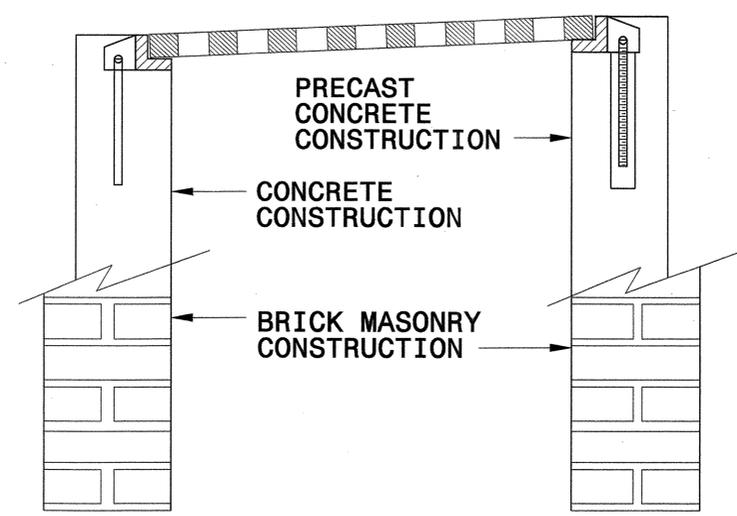 PRECAST
CONCRETE
CONSTRUCTION
CONCRETE
CONSTRUCTION
BRICK MASONRY
CONSTRUCTION